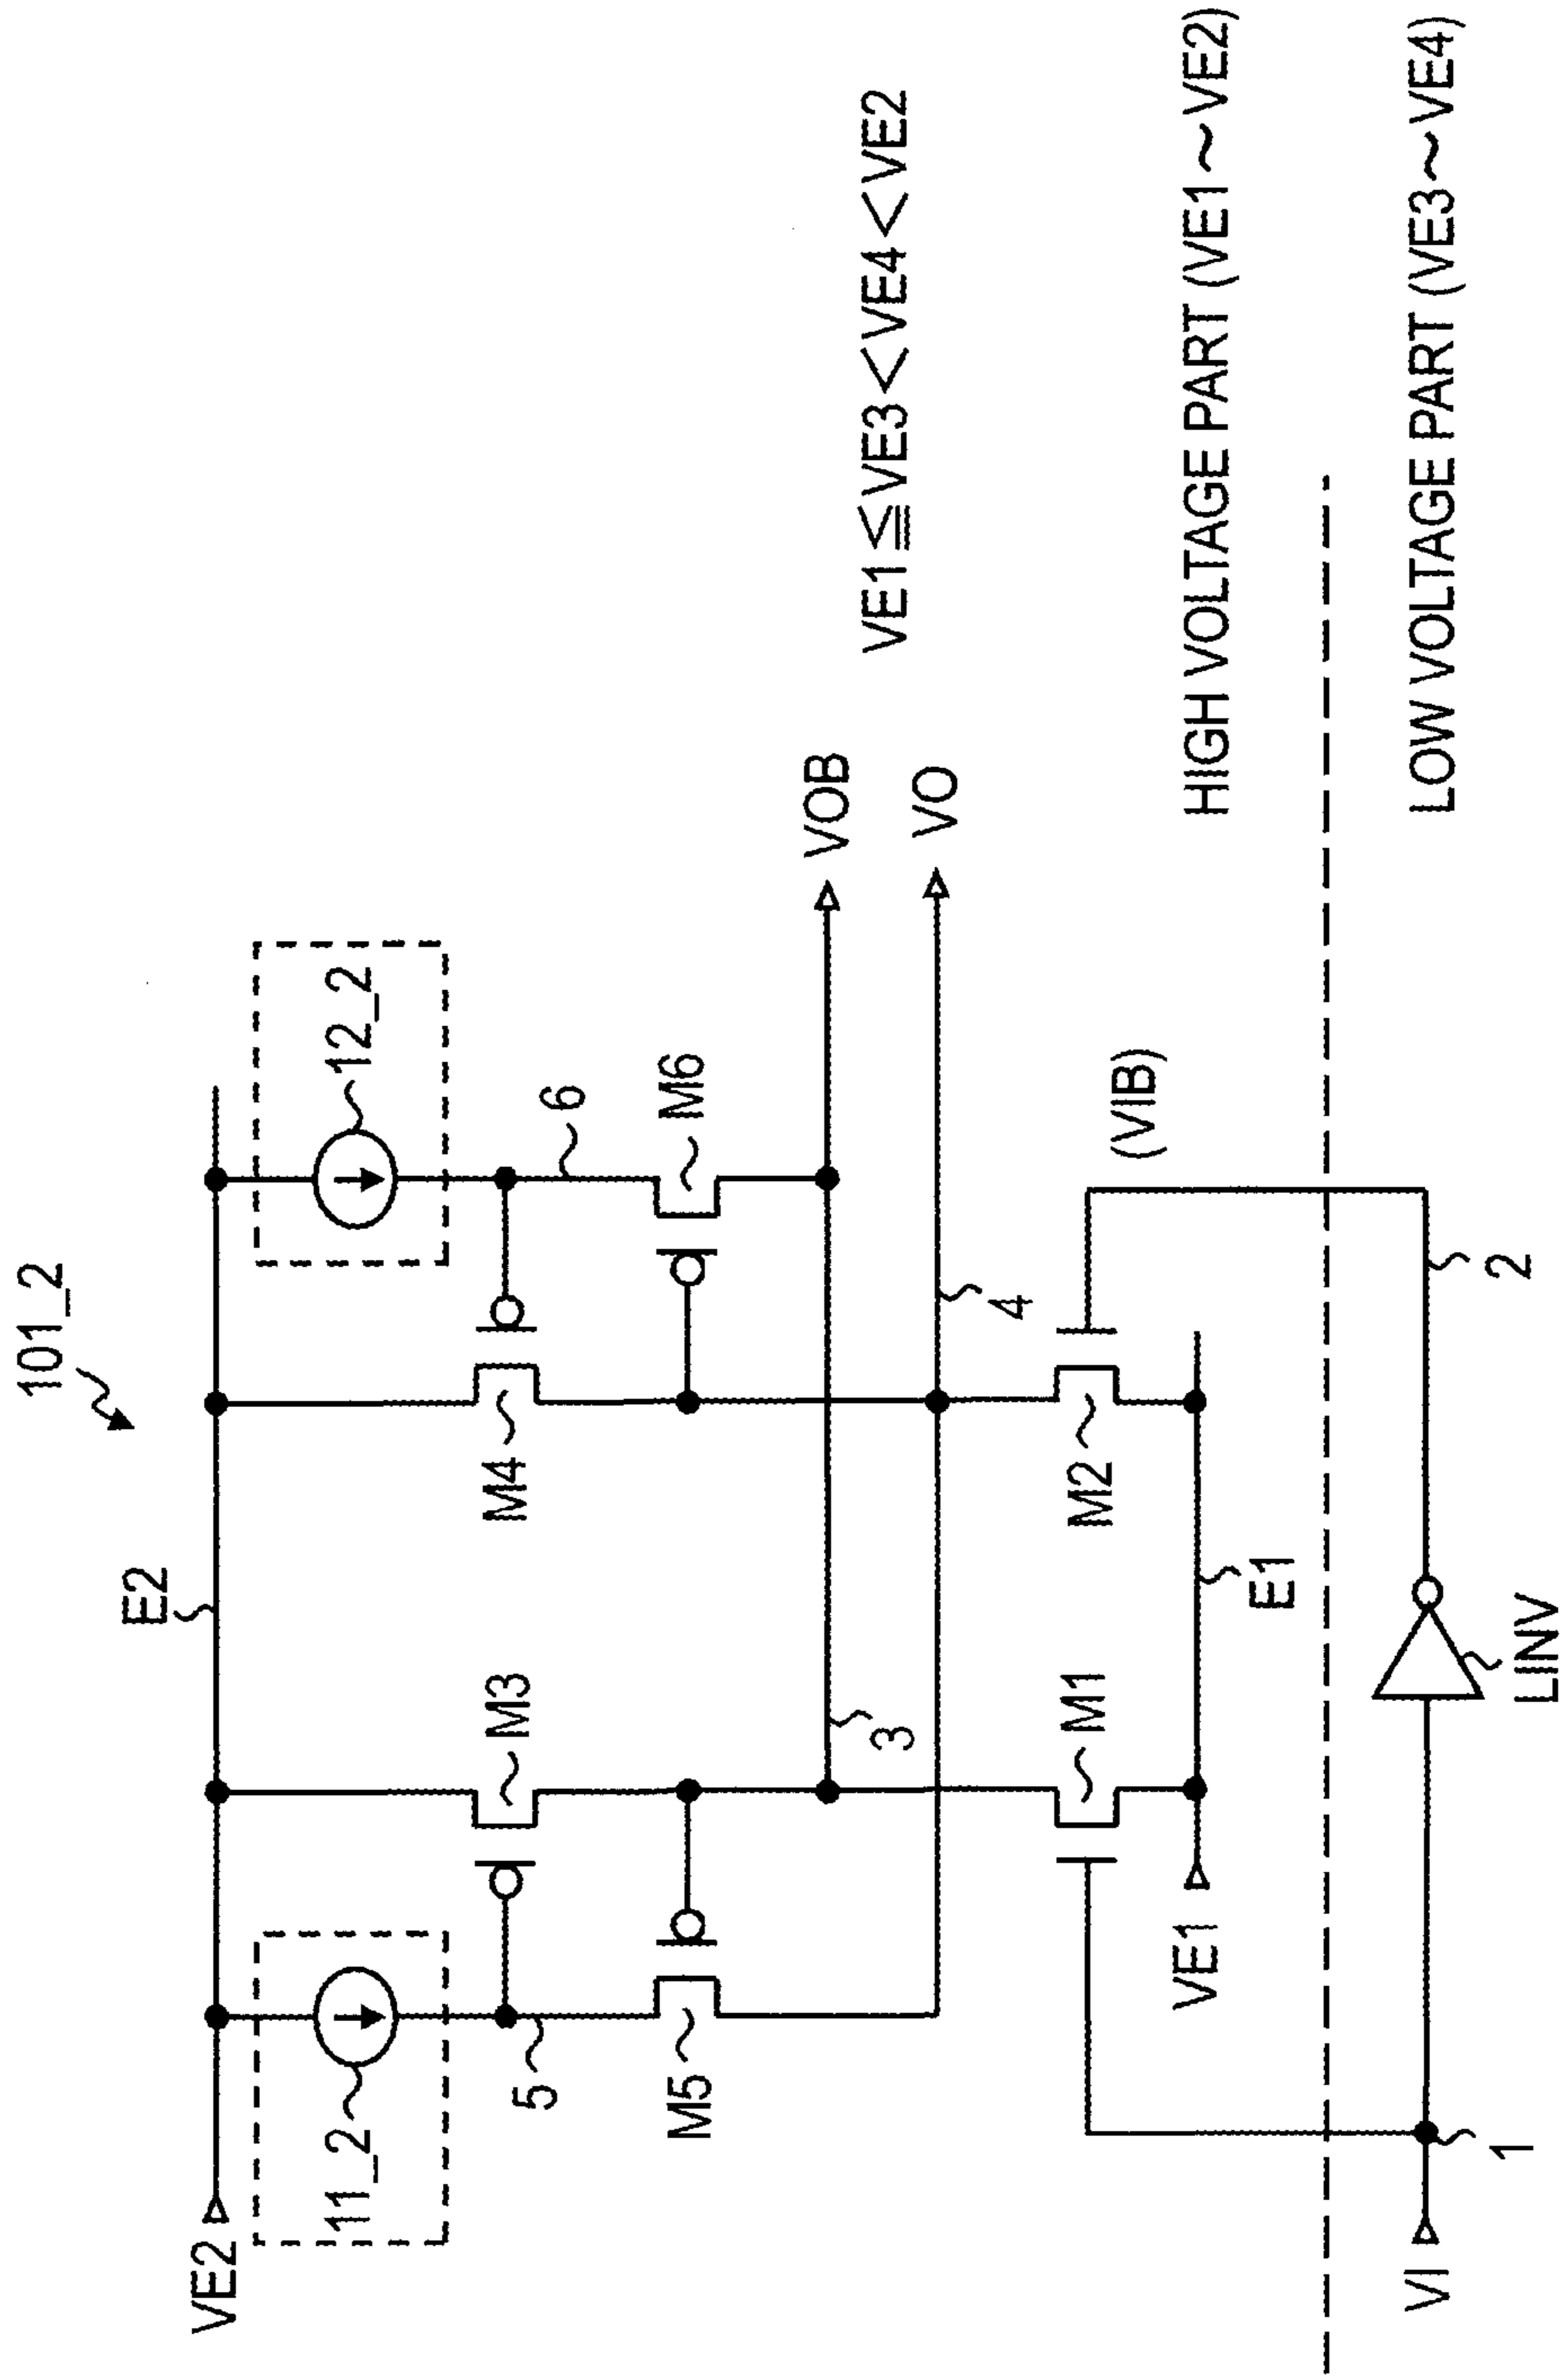 101_2
E2
VE2
11_2
12_2
5
M3
M4
6
M5
M6
3
VOB
VO
4
VE1≦VE3<VE4<VE2
M1
M2
(VIB)
VE1
E1
HIGH VOLTAGE PART (VE1~VE2)
VI
1
LINV
2
LOW VOLTAGE PART (VE3~VE4)